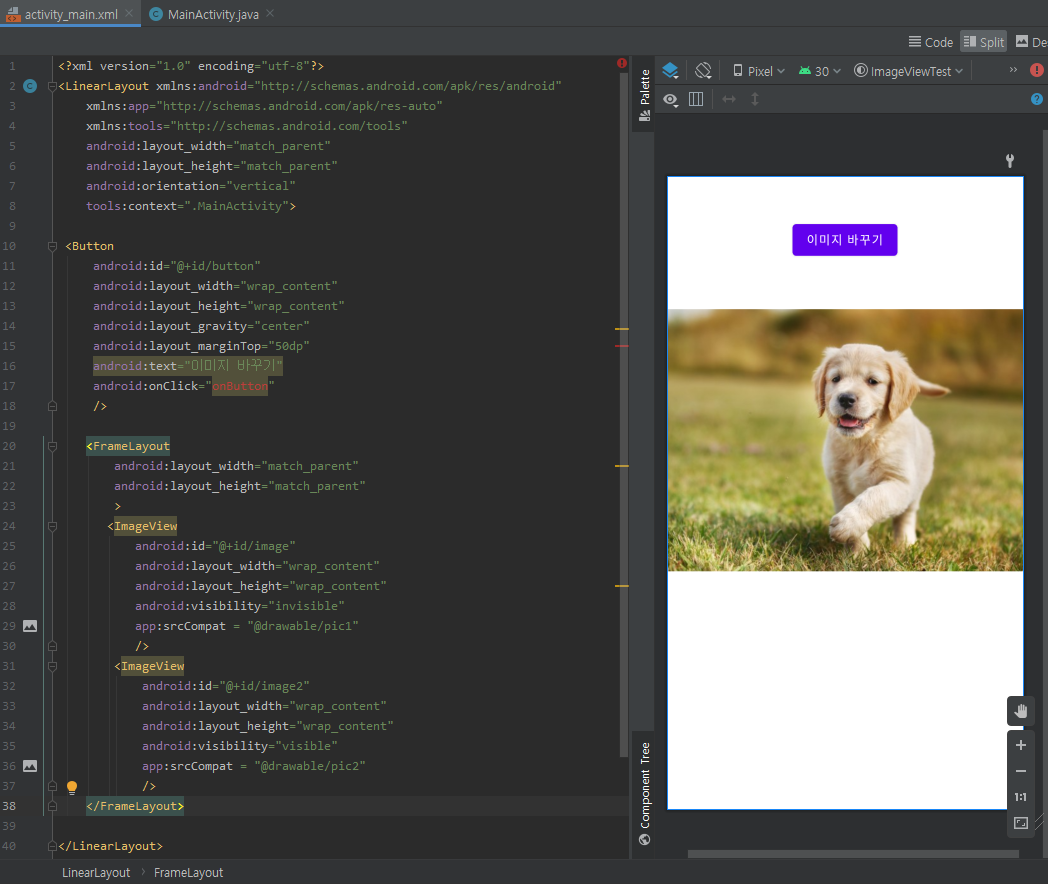 activity_main.xml
MainActivity.java
Code Split De
Palette
Pixel 30 ImageViewTest
1 <?xml version="1.0" encoding="utf-8"?>
2 <LinearLayout xmlns:android="http://schemas.android.com/apk/res/android"
3 xmlns:app="http://schemas.android.com/apk/res-auto"
4 xmlns:tools="http://schemas.android.com/tools"
5 android:layout_width="match_parent"
6 android:layout_height="match_parent"
7 android:orientation="vertical"
8 tools:context=".MainActivity">
9
10 <Button
11 android:id="@+id/button"
12 android:layout_width="wrap_content"
13 android:layout_height="wrap_content"
14 android:layout_gravity="center"
15 android:layout_marginTop="50dp"
16 android:text="이미지 바꾸기"
17 android:onClick="onButton"
18 />
19
20 <FrameLayout
21 android:layout_width="match_parent"
22 android:layout_height="match_parent"
23 >
24 <ImageView
25 android:id="@+id/image"
26 android:layout_width="wrap_content"
27 android:layout_height="wrap_content"
28 android:visibility="invisible"
29 app:srcCompat = "@drawable/pic1"
30 />
31 <ImageView
32 android:id="@+id/image2"
33 android:layout_width="wrap_content"
34 android:layout_height="wrap_content"
35 android:visibility="visible"
36 app:srcCompat = "@drawable/pic2"
37 />
38 </FrameLayout>
39
40 </LinearLayout>
이미지 바꾸기
1:1
Component Tree
LinearLayout FrameLayout